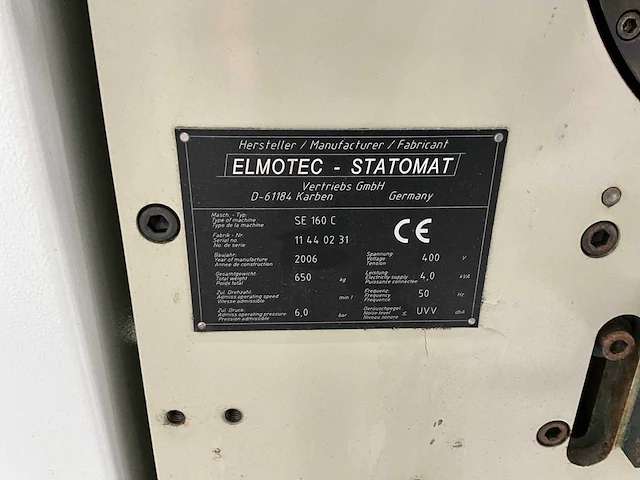 Hersteller / Manufacturer / Fabricant
ELMOTEC - STATOMAT
Vertriebs GmbH
D-61184 Karben Germany
Masch. - Typ:
Type of machine
Type de la machine
SE 160 C
CE
Fabrik - Nr.
Serial no.
No. de serie
11 44 02 31
Baujahr:
Year of manufacture
Annee de construction
2006
Spannung:
Voltage
Tension
400 V
Gesamtgewicht:
Total weight
Poids total
650 kg
Leistung:
Electricity supply
Puissance connectee
4,0 kVA
Zul. Drehzahl:
Admiss. operating speed
Vitesse admissible
min/
Frequenz:
Frequency
Frequence
50 Hz
Zul. Druck:
Admiss. operating pressure
Pression admissible
6,0 bar
Geräuschpegel:
Noise-level
Niveau sonore
≤ UVV dbA